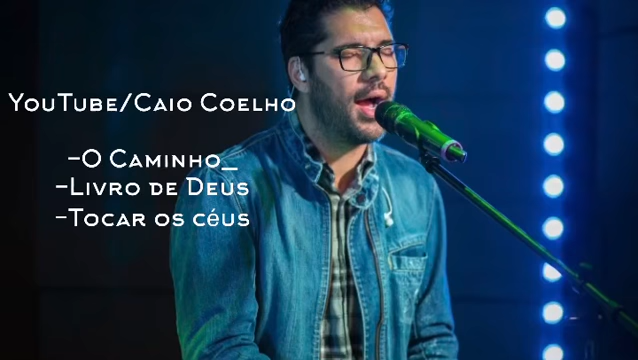 YouTube/Caio Coelho
-O Caminho_
-Livro de Deus
-Tocar os céus